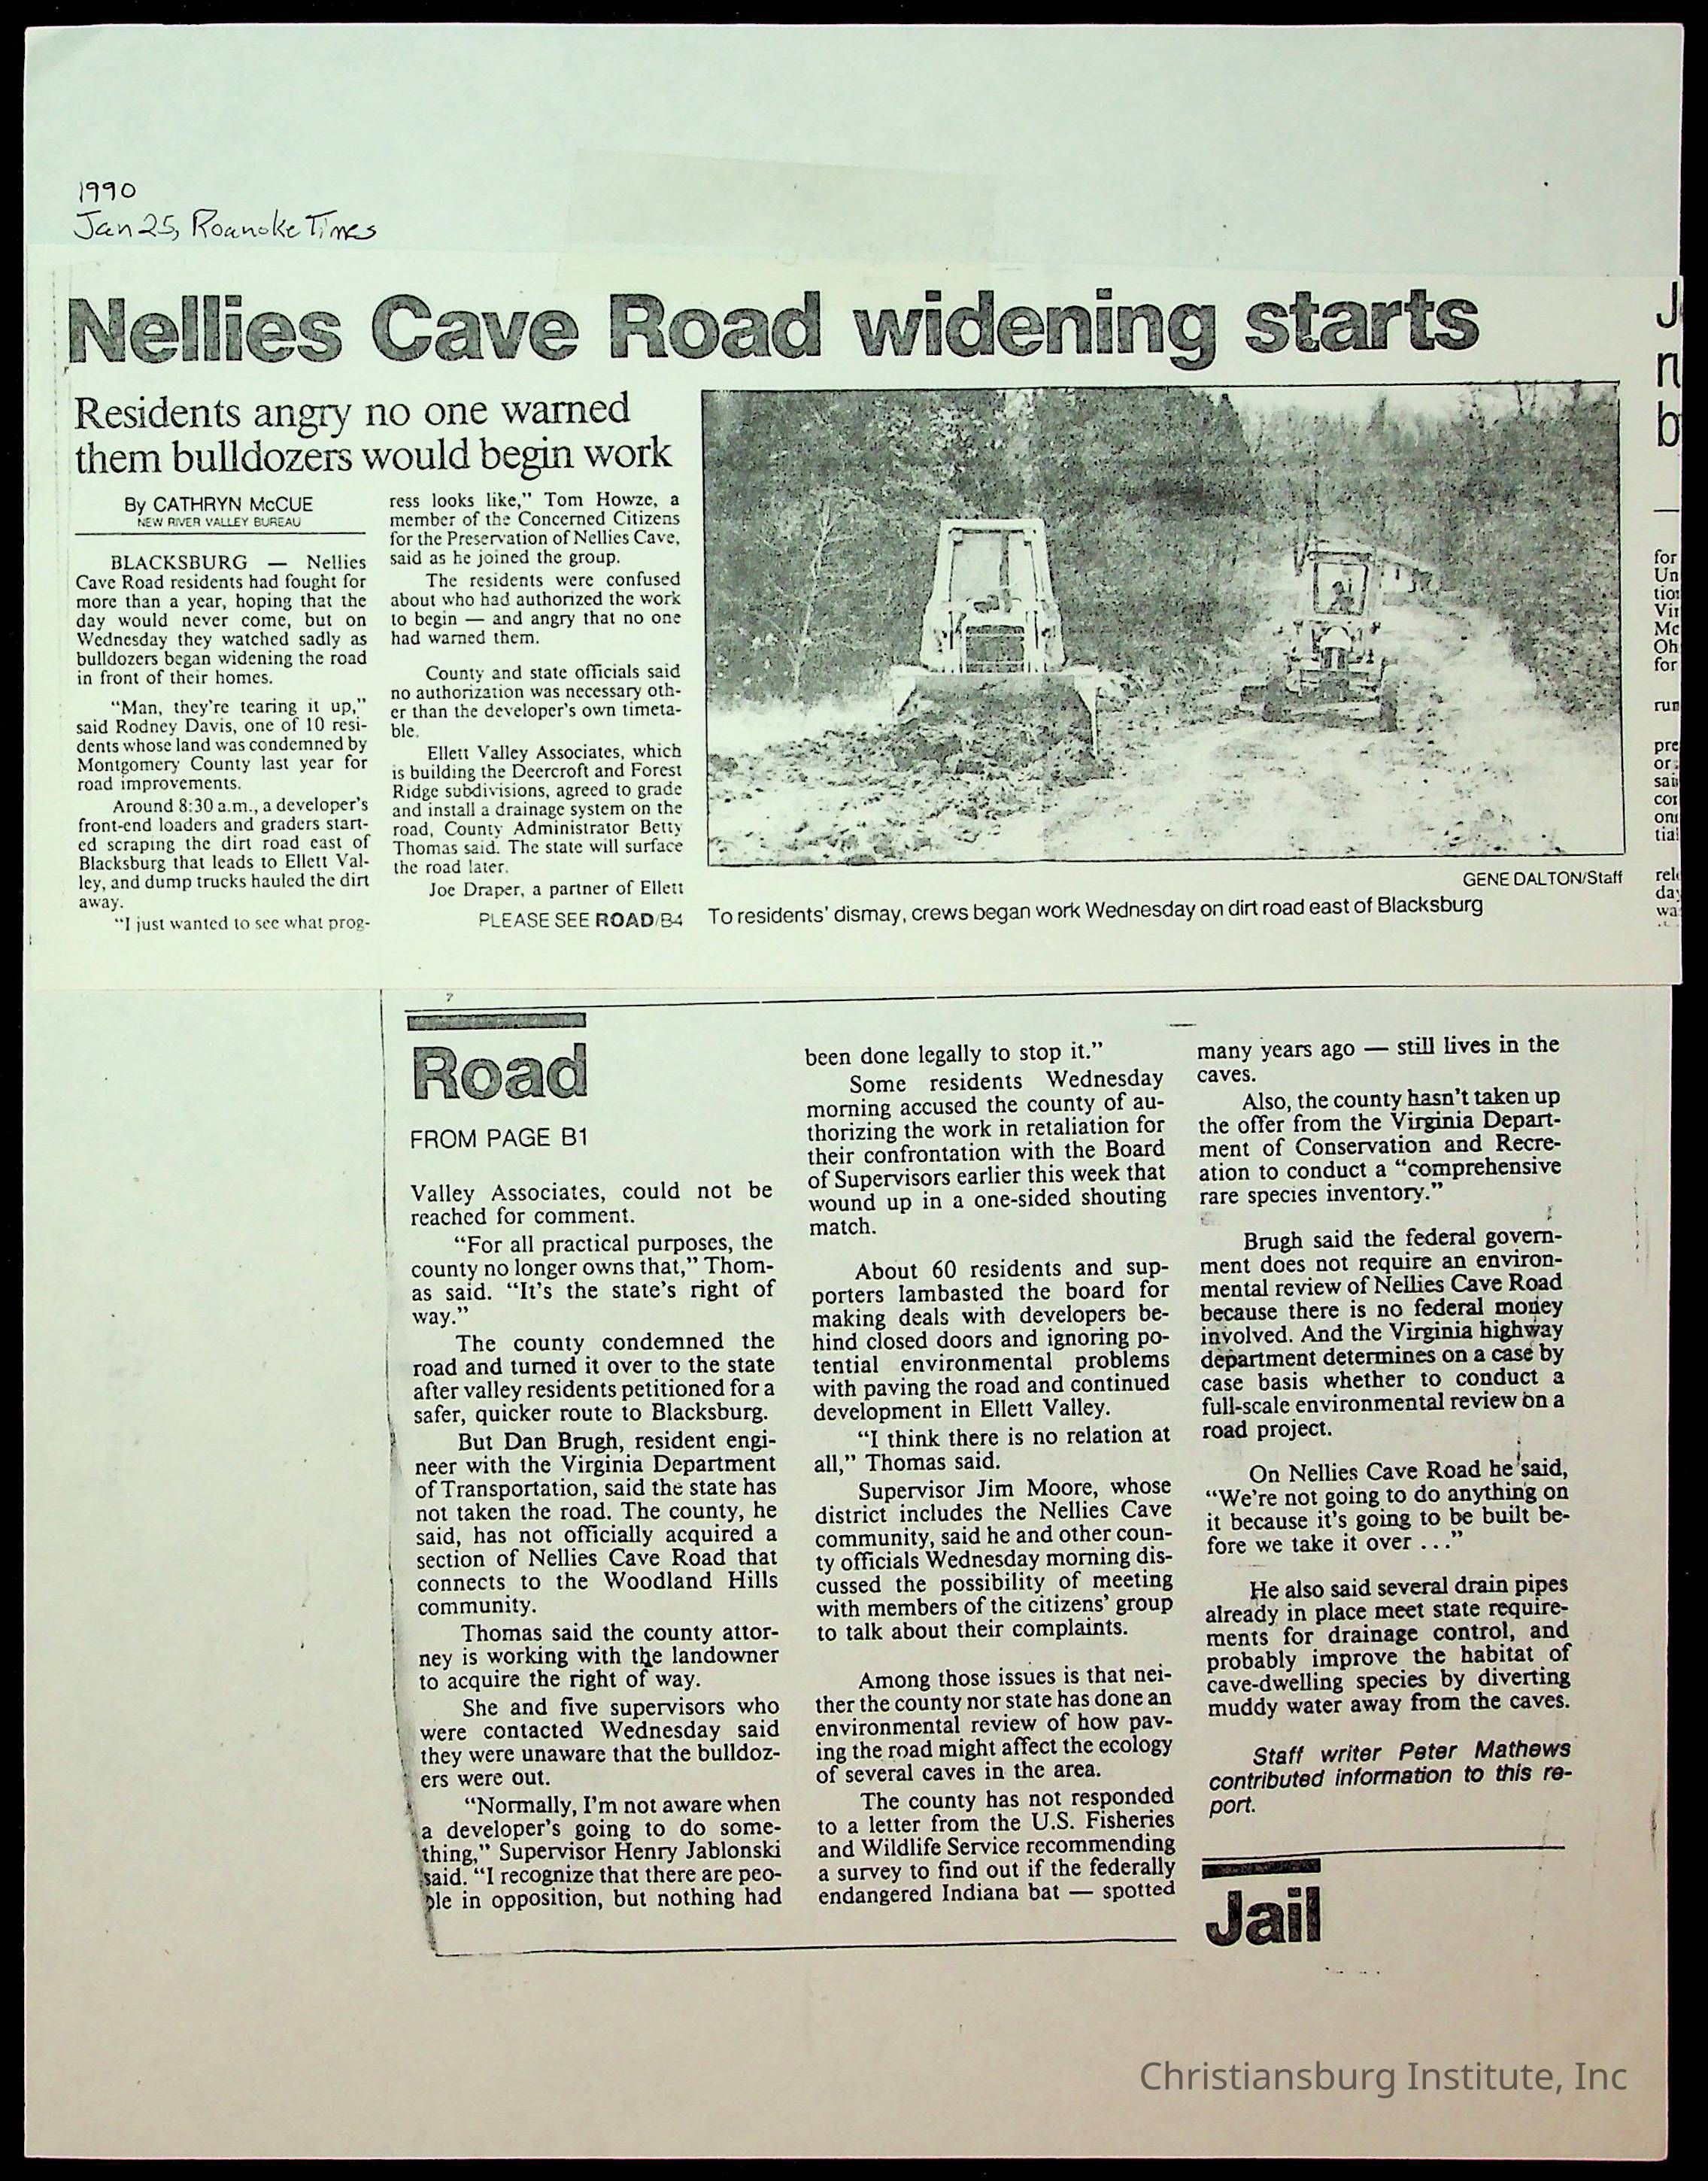 1990
Jan 25, Roanoke Times
Nellies Cave Road widening starts
Residents angry no one warned
them bulldozers would begin work
By CATHRYN McCUE
NEW RIVER VALLEY BUREAU
BLACKSBURG — Nellies
Cave Road residents had fought for
more than a year, hoping that the
day would never come, but on
Wednesday they watched sadly as
bulldozers began widening the road
in front of their homes.
"Man, they're tearing it up,"
said Rodney Davis, one of 10 resi-
dents whose land was condemned by
Montgomery County last year for
road improvements.
Around 8:30 a.m., a developer's
front-end loaders and graders start-
ed scraping the dirt road east of
Blacksburg that leads to Ellett Val-
ley, and dump trucks hauled the dirt
away.
"I just wanted to see what prog-
ress looks like," Tom Howze, a
member of the Concerned Citizens
for the Preservation of Nellies Cave,
said as he joined the group.
The residents were confused
about who had authorized the work
to begin — and angry that no one
had warned them.
County and state officials said
no authorization was necessary oth-
er than the developer's own timeta-
ble.
Ellett Valley Associates, which
is building the Deercroft and Forest
Ridge subdivisions, agreed to grade
and install a drainage system on the
road, County Administrator Betty
Thomas said. The state will surface
the road later.
Joe Draper, a partner of Ellett
PLEASE SEE ROAD/B4
GENE DALTON/Staff
To residents' dismay, crews began work Wednesday on dirt road east of Blacksburg
J
n
b
for
Un
tion
Vir
Mc
Oh
for
run
pre
or
sai
con
one
tial
rele
day
wa
Road
FROM PAGE B1
Valley Associates, could not be
reached for comment.
"For all practical purposes, the
county no longer owns that," Thom-
as said. "It's the state's right of
way."
The county condemned the
road and turned it over to the state
after valley residents petitioned for a
safer, quicker route to Blacksburg.
But Dan Brugh, resident engi-
neer with the Virginia Department
of Transportation, said the state has
not taken the road. The county, he
said, has not officially acquired a
section of Nellies Cave Road that
connects to the Woodland Hills
community.
Thomas said the county attor-
ney is working with the landowner
to acquire the right of way.
She and five supervisors who
were contacted Wednesday said
they were unaware that the bulldoz-
ers were out.
"Normally, I'm not aware when
a developer's going to do some-
thing," Supervisor Henry Jablonski
said. "I recognize that there are peo-
ple in opposition, but nothing had
been done legally to stop it."
Some residents Wednesday
morning accused the county of au-
thorizing the work in retaliation for
their confrontation with the Board
of Supervisors earlier this week that
wound up in a one-sided shouting
match.
About 60 residents and sup-
porters lambasted the board for
making deals with developers be-
hind closed doors and ignoring po-
tential environmental problems
with paving the road and continued
development in Ellett Valley.
"I think there is no relation at
all," Thomas said.
Supervisor Jim Moore, whose
district includes the Nellies Cave
community, said he and other coun-
ty officials Wednesday morning dis-
cussed the possibility of meeting
with members of the citizens' group
to talk about their complaints.
Among those issues is that nei-
ther the county nor state has done an
environmental review of how pav-
ing the road might affect the ecology
of several caves in the area.
The county has not responded
to a letter from the U.S. Fisheries
and Wildlife Service recommending
a survey to find out if the federally
endangered Indiana bat — spotted
many years ago — still lives in the
caves.
Also, the county hasn't taken up
the offer from the Virginia Depart-
ment of Conservation and Recre-
ation to conduct a "comprehensive
rare species inventory."
Brugh said the federal govern-
ment does not require an environ-
mental review of Nellies Cave Road
because there is no federal money
involved. And the Virginia highway
department determines on a case by
case basis whether to conduct a
full-scale environmental review on a
road project.
On Nellies Cave Road he said,
"We're not going to do anything on
it because it's going to be built be-
fore we take it over . . ."
He also said several drain pipes
already in place meet state require-
ments for drainage control, and
probably improve the habitat of
cave-dwelling species by diverting
muddy water away from the caves.
Staff writer Peter Mathews
contributed information to this re-
port.
Jail
Christiansburg Institute, Inc